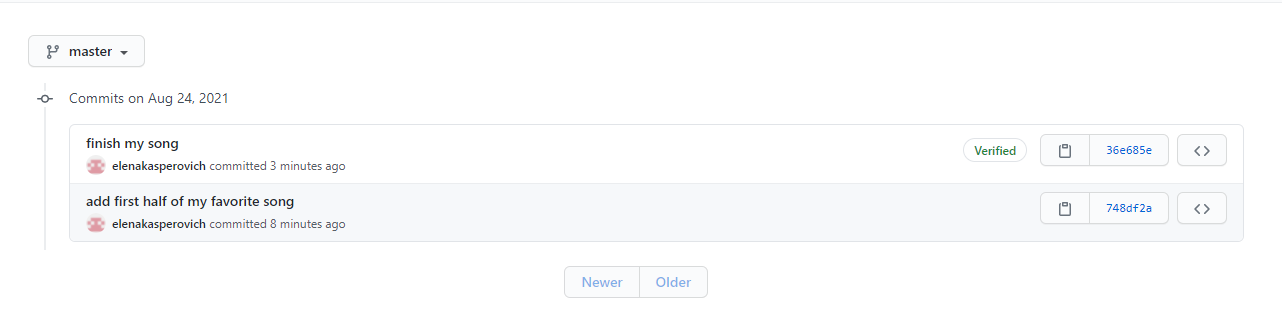 master
Commits on Aug 24, 2021
finish my song
elenakasperovich committed 3 minutes ago
Verified
36e685e
add first half of my favorite song
elenakasperovich committed 8 minutes ago
748df2a
Newer Older